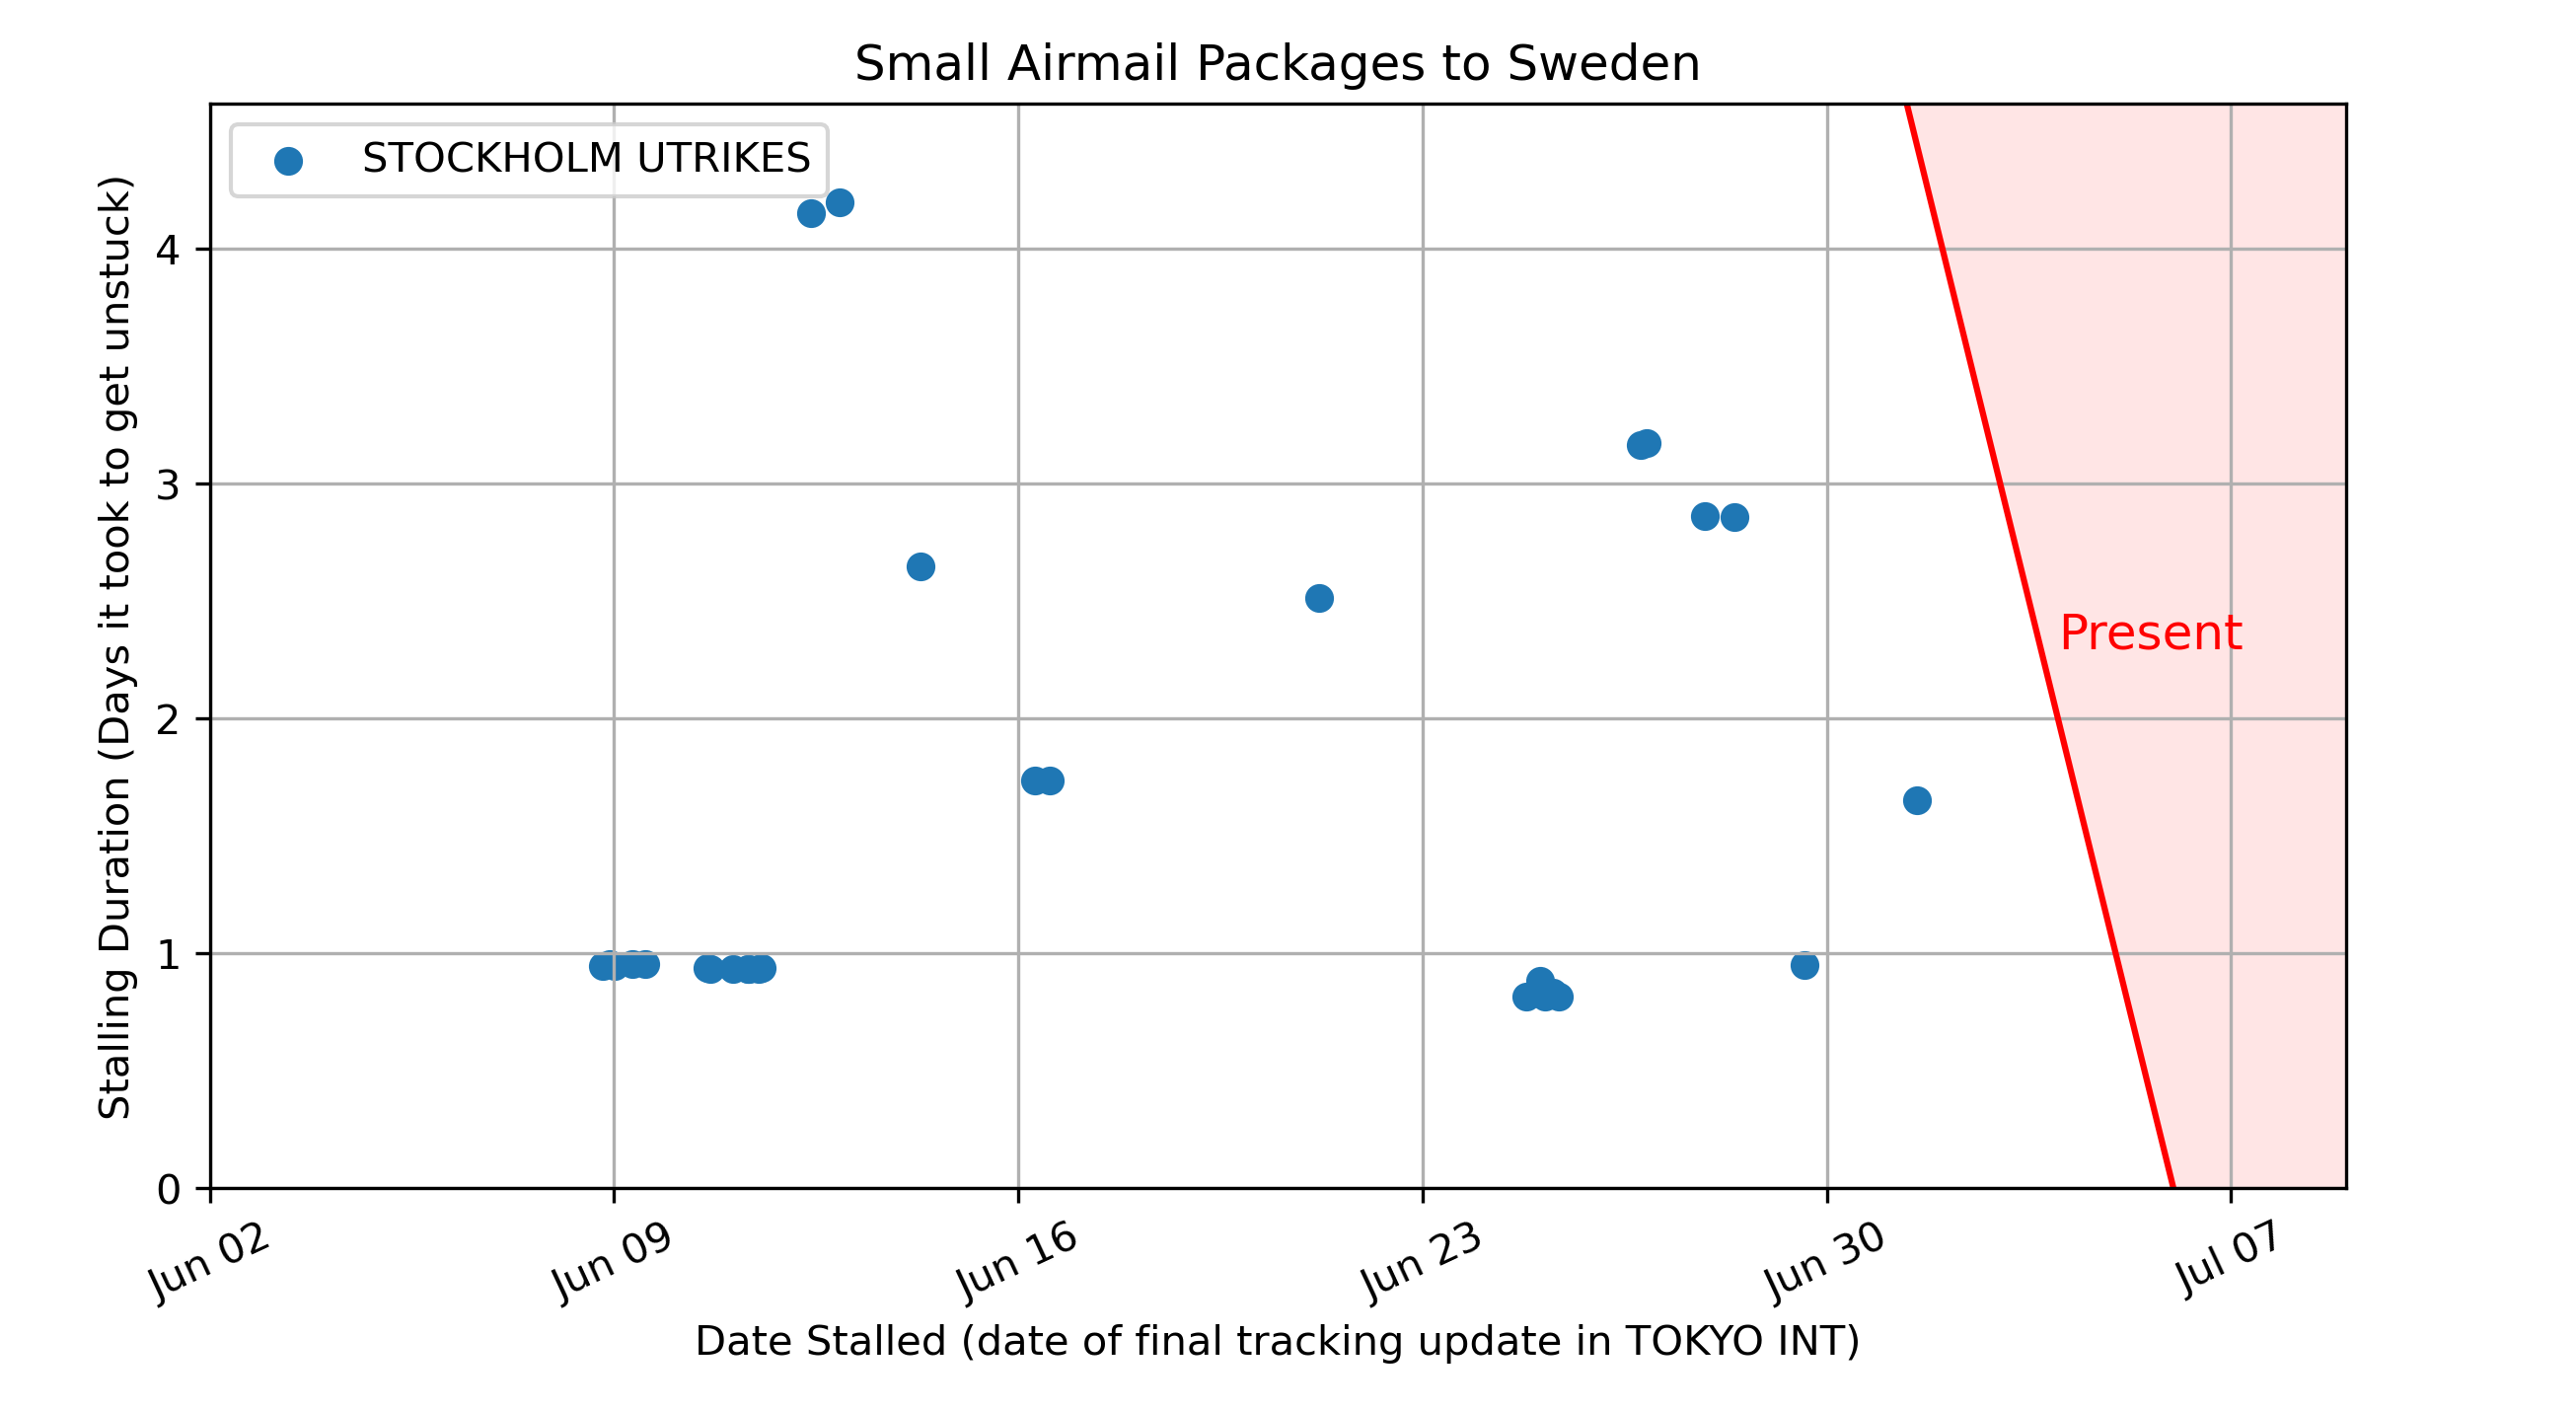 Small Airmail Packages to Sweden
STOCKHOLM UTRIKES
Stalling Duration (Days it took to get unstuck)
4
3
2
1
0
Present
Jun 02
Jun 09
Jun 16
Jun 23
Jun 30
Jul 07
Date Stalled (date of final tracking update in TOKYO INT)